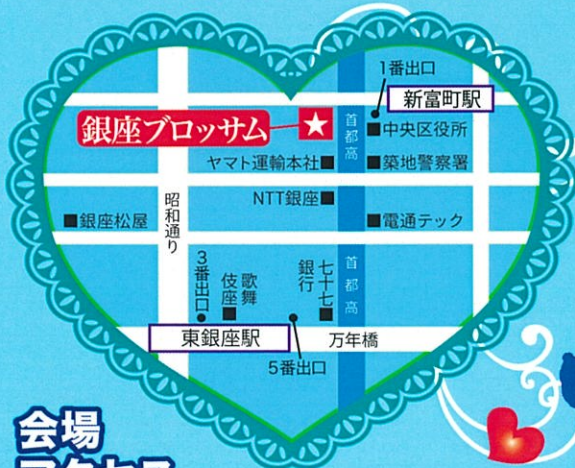 1番出口
新富町駅
銀座ブロッサム
首都高
中央区役所
ヤマト運輸本社
築地警察署
NTT銀座
昭和通り
銀座松屋
電通テック
3番出口
歌舞
伎座
七十七
銀行
首都高
東銀座駅
万年橋
5番出口
会場
アクセス